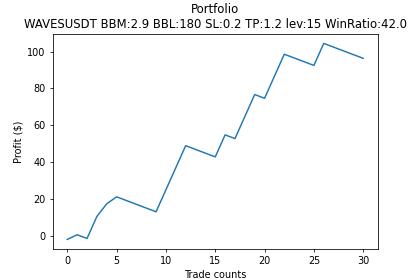 Portfolio
WAVESUSDT BBM:2.9 BBL:180 SL:0.2 TP:1.2 lev:15 WinRatio:42.0
100
80
60
40
20
0
Profit ($)
0 5 10 15 20 25 30
Trade counts